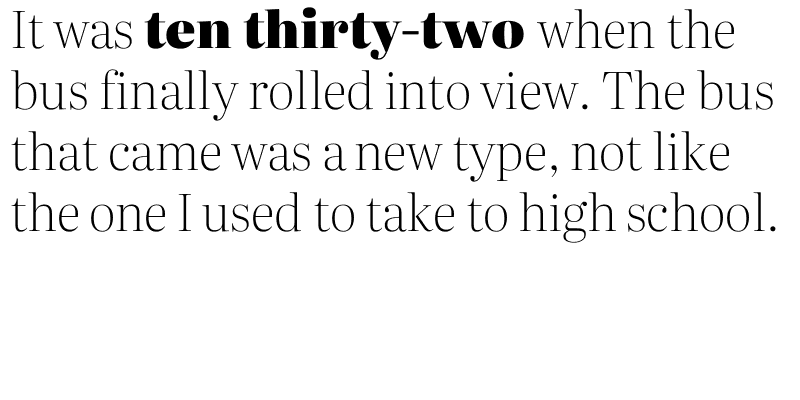 It was ten thirty-two when the
bus finally rolled into view. The bus
that came was a new type, not like
the one I used to take to high school.